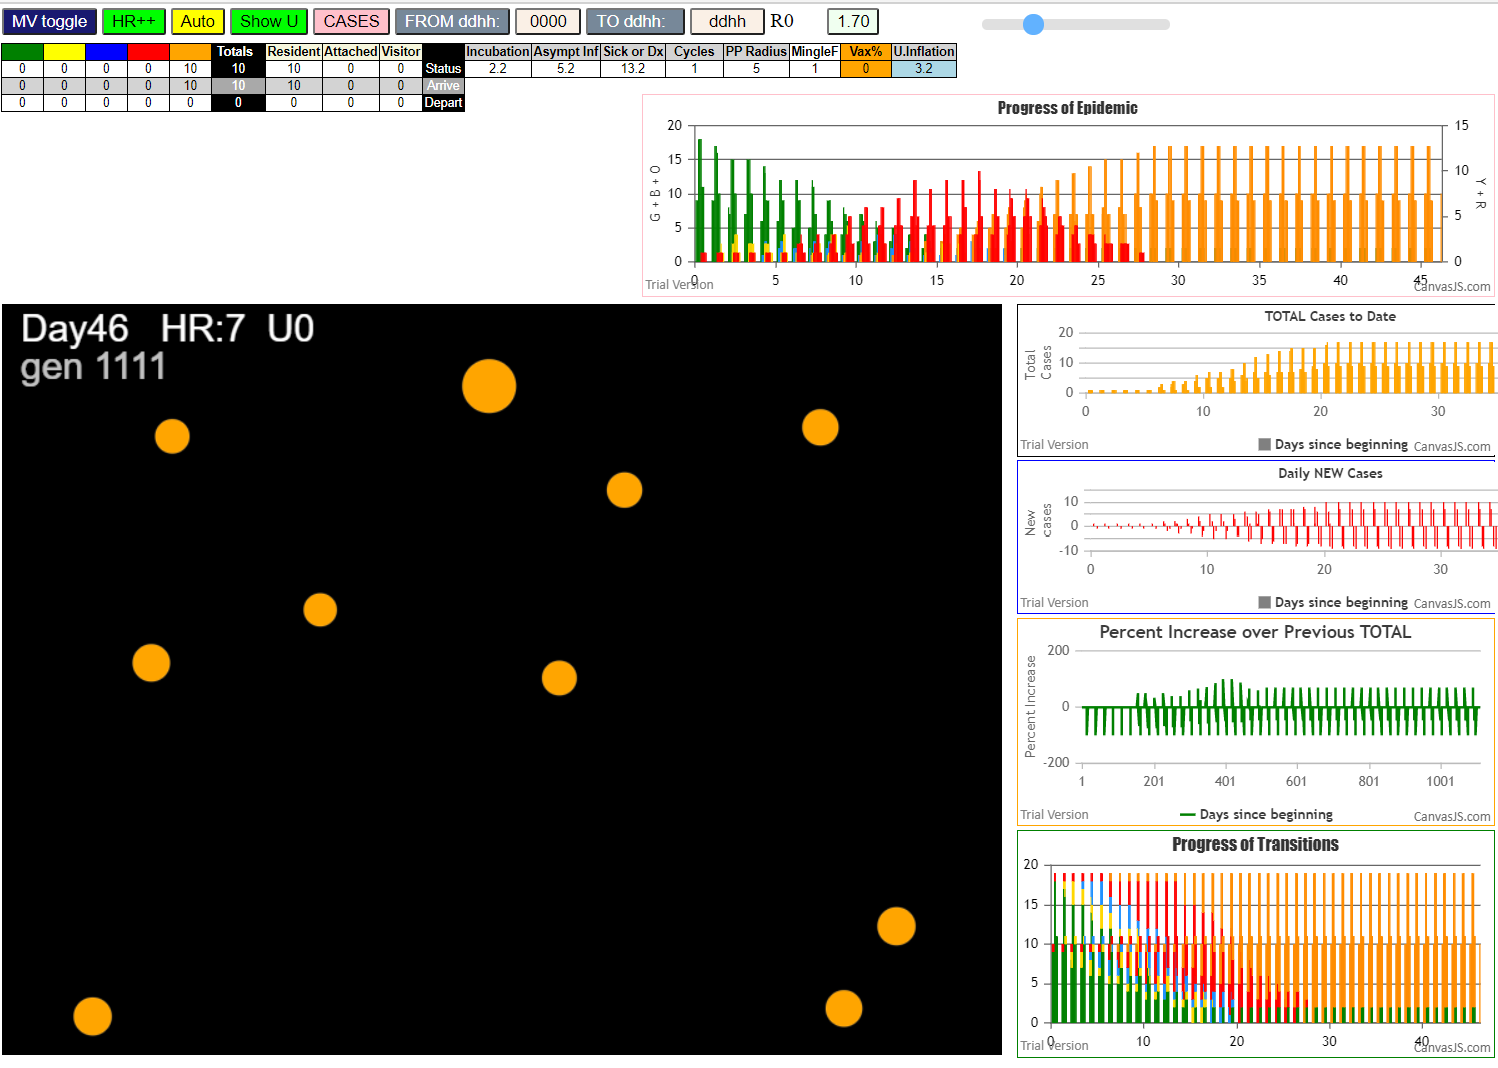 MV toggle HR++ Auto Show U CASES FROM ddhh: 0000 TO ddhh: ddhh R0 1.70
Totals Resident Attached Visitor Incubation Asympt Inf Sick or Dx Cycles PP Radius MingleF Vax% U.Inflation
0 0 0 0 10 10 10 0 0 Status 2.2 5.2 13.2 1 5 1 0 3.2
0 0 0 0 10 10 10 0 0 Arrive
0 0 0 0 0 0 0 0 0 Depart
Progress of Epidemic
20 15
15 10
10 5
5 0
0
G + B + O
Y + R
0 5 10 15 20 25 30 35 40 45
Trial Version CanvasJS.com
Day46 HR:7 U0
gen 1111
TOTAL Cases to Date
Total Cases
20
10
0
0 10 20 30
Days since beginning
Trial Version CanvasJS.com
Daily NEW Cases
New cases
10
0
-10
0 10 20 30
Days since beginning
Trial Version CanvasJS.com
Percent Increase over Previous TOTAL
Percent Increase
200
0
-200
1 201 401 601 801 1001
Days since beginning
Trial Version CanvasJS.com
Progress of Transitions
20
15
10
5
0
0 10 20 30 40
Trial Version CanvasJS.com